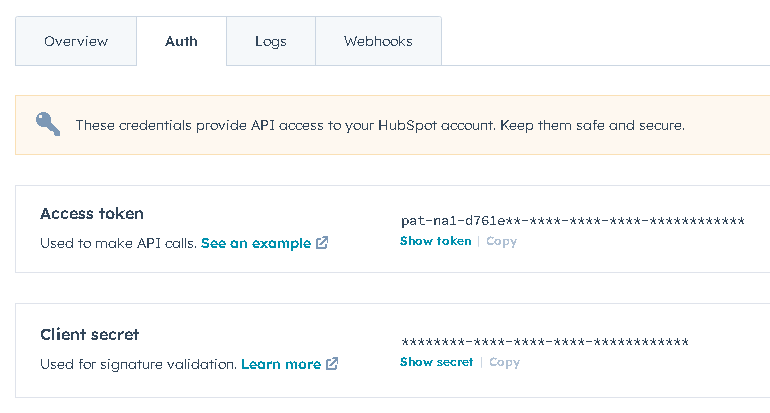 Overview Auth Logs Webhooks
These credentials provide API access to your HubSpot account. Keep them safe and secure.
Access token
Used to make API calls. See an example
pat-na1-d761e**-****-****-****-************
Show token | Copy
Client secret
Used for signature validation. Learn more
********-****-****-****-************
Show secret | Copy